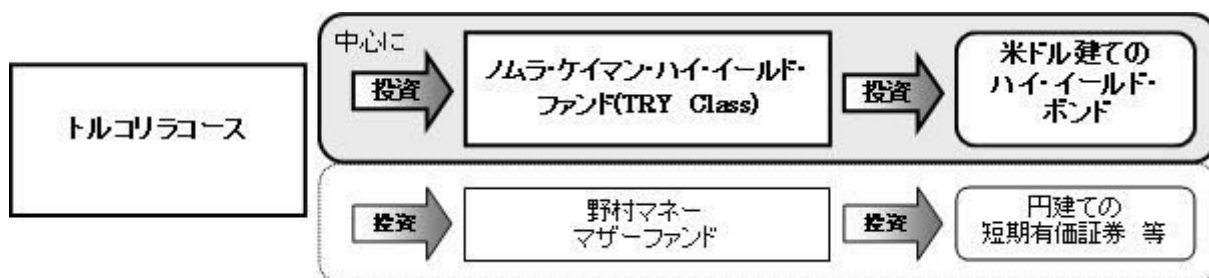 トルコリラコース
中心に
投資
ノムラ・ケイマン・ハイ・イールド・
ファンド(TRY Class)
投資
米ドル建ての
ハイ・イールド・
ボンド
投資
野村マネー
マザーファンド
投資
円建ての
短期有価証券 等